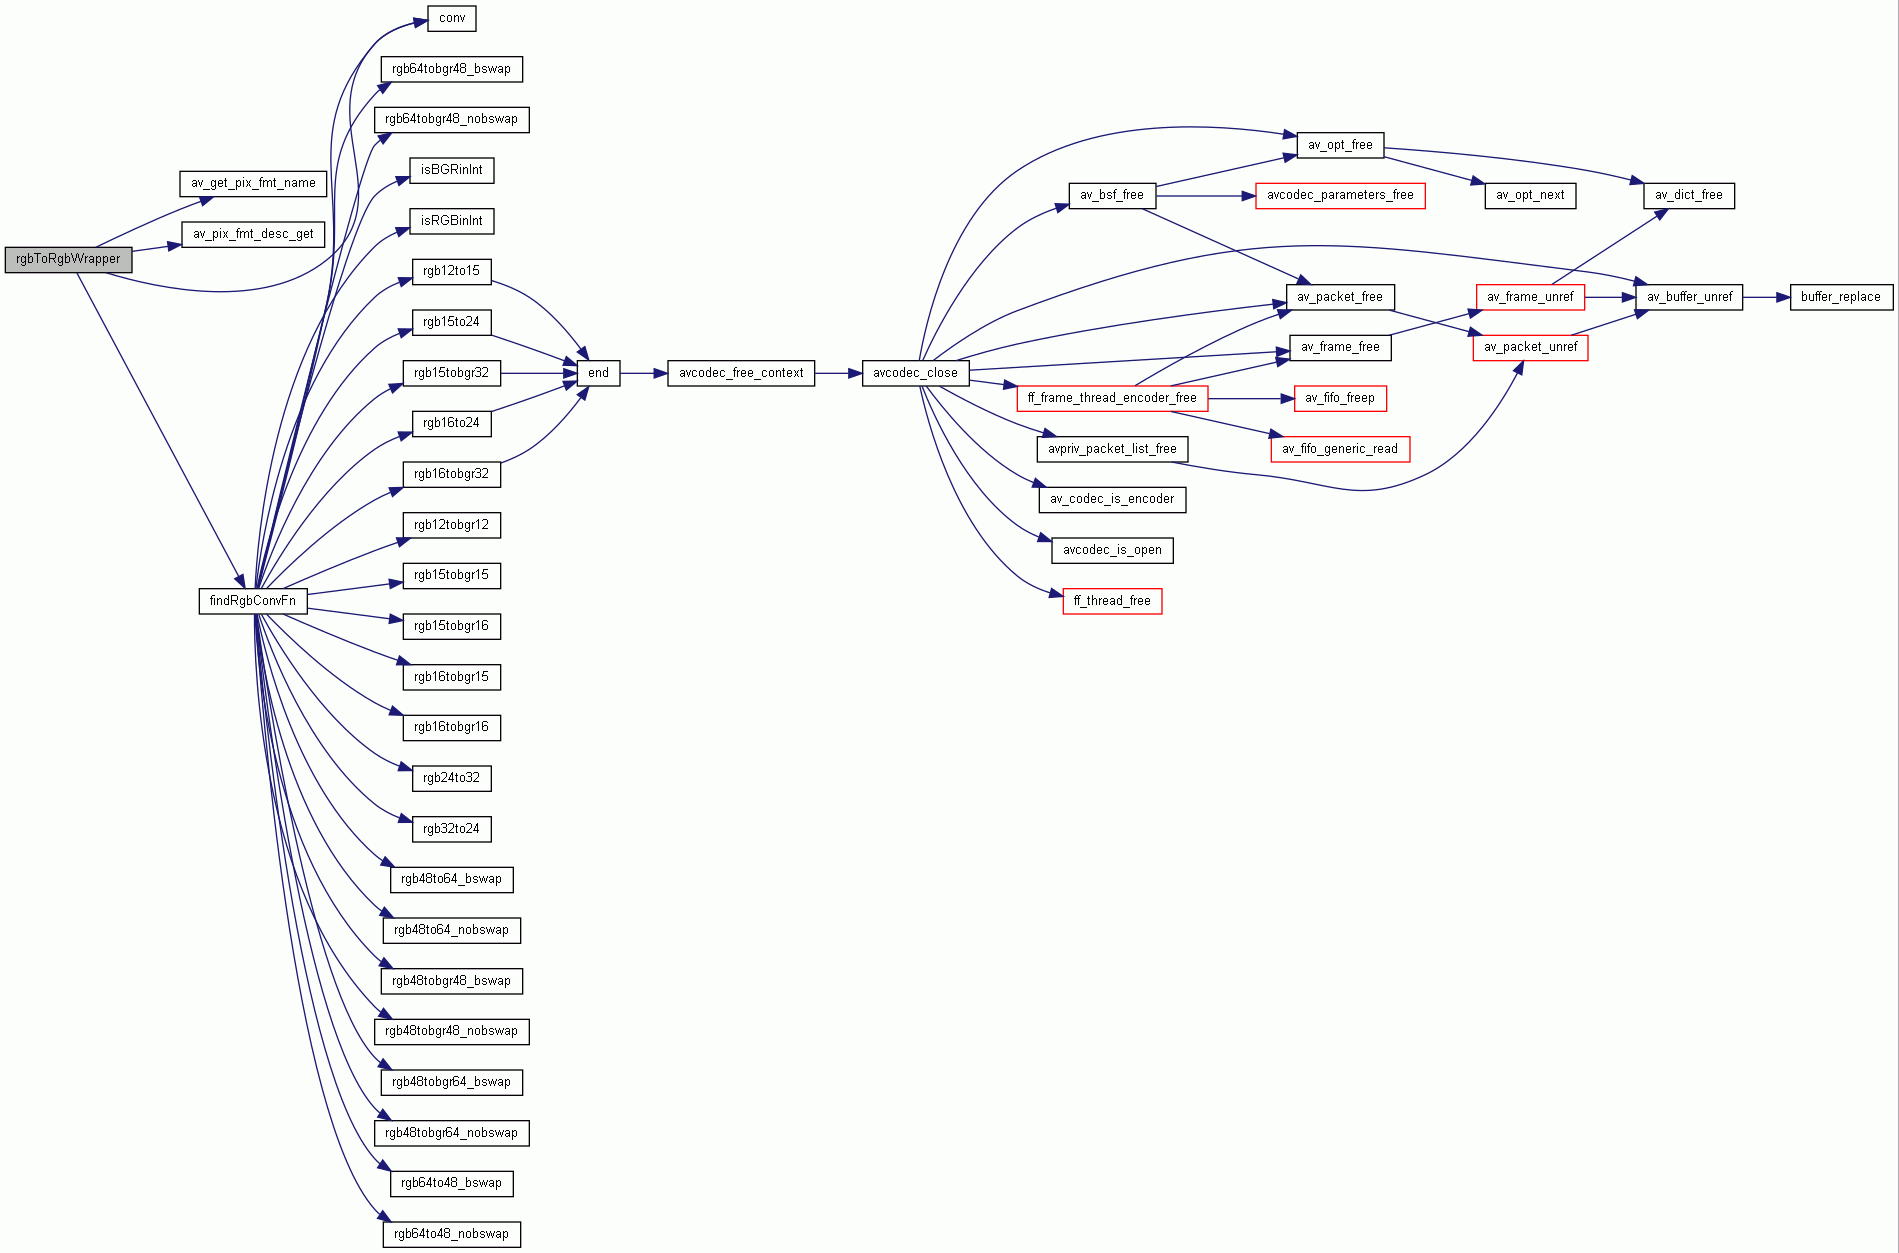 rgbToRgbWrapper
av_get_pix_fmt_name
av_pix_fmt_desc_get
findRgbConvFn
conv
rgb64tobgr48_bswap
rgb64tobgr48_nobswap
isBGRinInt
isRGBinInt
rgb12to15
rgb15to24
rgb15tobgr32
rgb16to24
rgb16tobgr32
rgb12tobgr12
rgb15tobgr15
rgb15tobgr16
rgb16tobgr15
rgb16tobgr16
rgb24to32
rgb32to24
rgb48to64_bswap
rgb48to64_nobswap
rgb48tobgr48_bswap
rgb48tobgr48_nobswap
rgb48tobgr64_bswap
rgb48tobgr64_nobswap
rgb64to48_bswap
rgb64to48_nobswap
end
avcodec_free_context
avcodec_close
av_bsf_free
ff_frame_thread_encoder_free
avpriv_packet_list_free
av_codec_is_encoder
avcodec_is_open
ff_thread_free
av_opt_free
avcodec_parameters_free
av_packet_free
av_frame_free
av_fifo_freep
av_fifo_generic_read
av_opt_next
av_frame_unref
av_packet_unref
av_dict_free
av_buffer_unref
buffer_replace